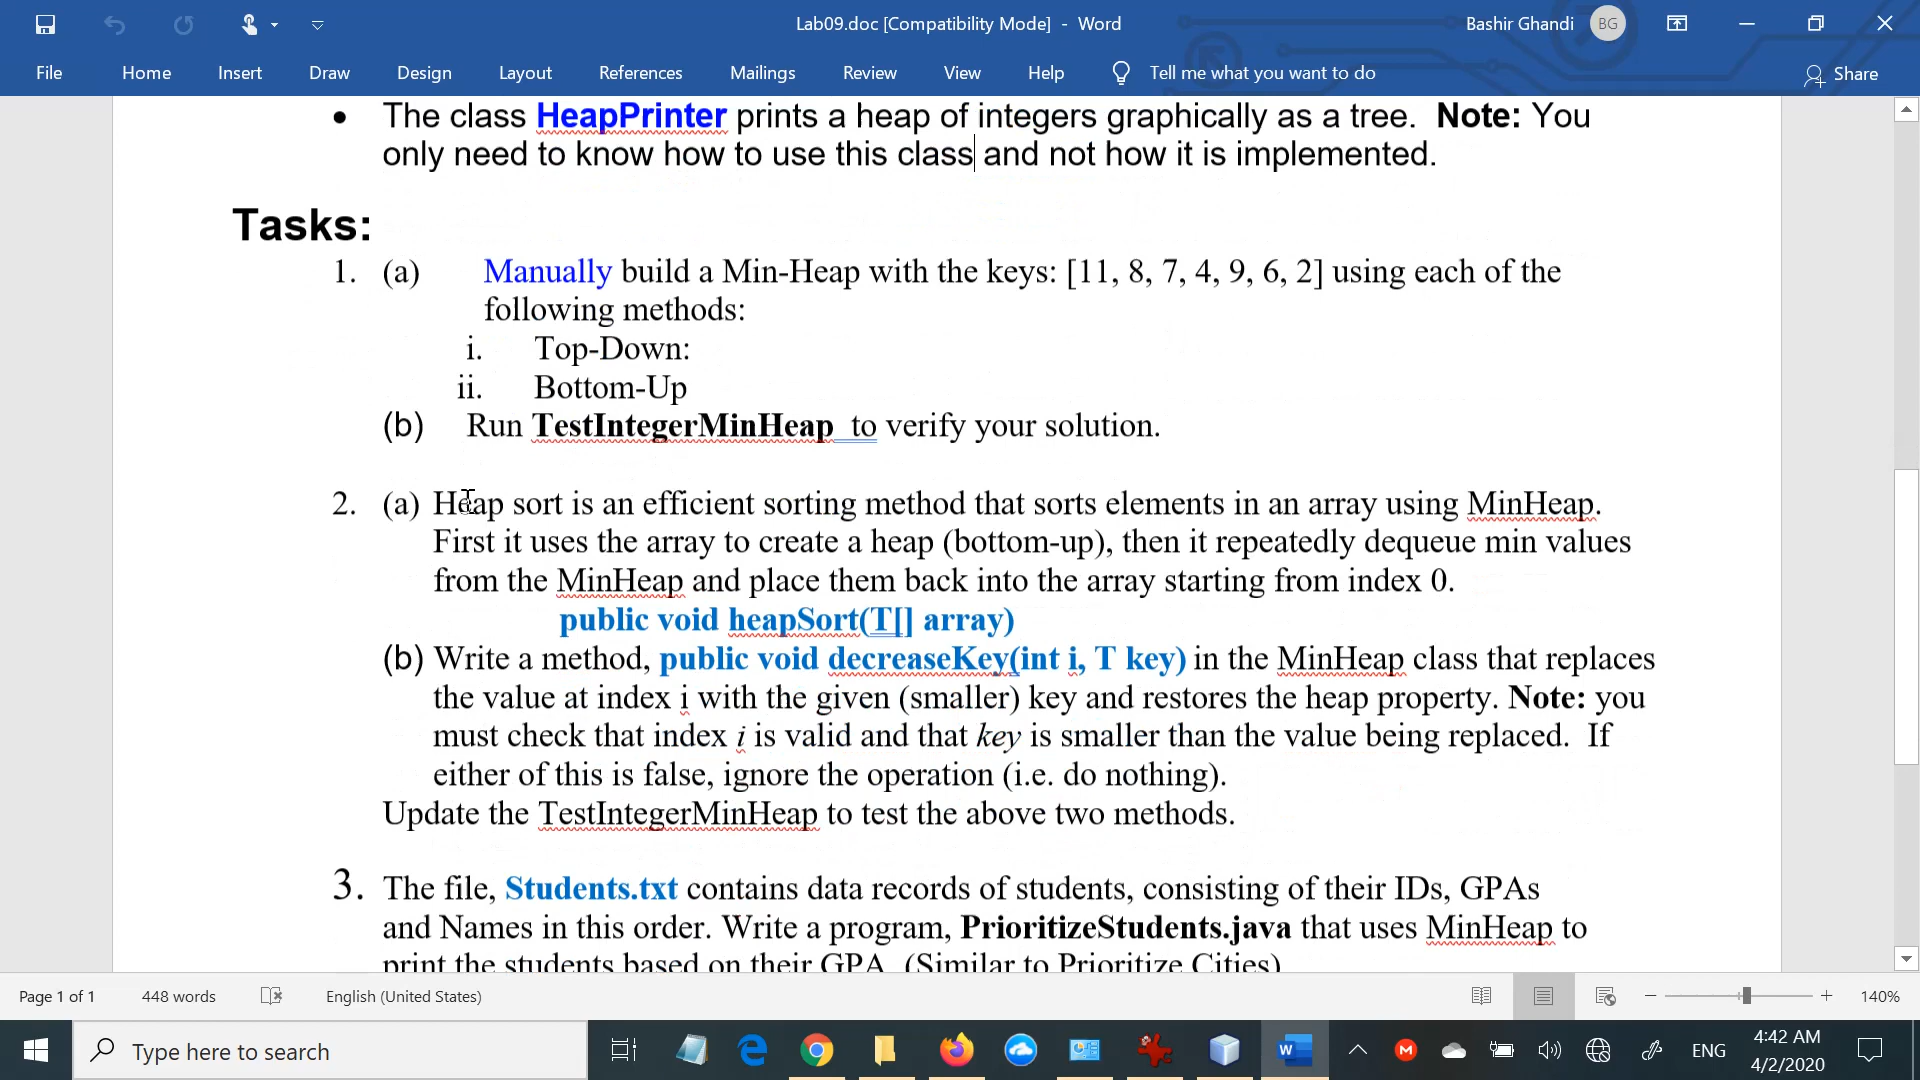 Lab09.doc [Compatibility Mode] - Word
Bashir Ghandi BG
File Home Insert Draw Design Layout References Mailings Review View Help Tell me what you want to do Share
• The class HeapPrinter prints a heap of integers graphically as a tree. Note: You
only need to know how to use this class and not how it is implemented.
Tasks:
1. (a) Manually build a Min-Heap with the keys: [11, 8, 7, 4, 9, 6, 2] using each of the
following methods:
i. Top-Down:
ii. Bottom-Up
(b) Run TestIntegerMinHeap to verify your solution.
2. (a) Heap sort is an efficient sorting method that sorts elements in an array using MinHeap.
First it uses the array to create a heap (bottom-up), then it repeatedly dequeue min values
from the MinHeap and place them back into the array starting from index 0.
public void heapSort(T[] array)
(b) Write a method, public void decreaseKey(int i, T key) in the MinHeap class that replaces
the value at index i with the given (smaller) key and restores the heap property. Note: you
must check that index i is valid and that key is smaller than the value being replaced. If
either of this is false, ignore the operation (i.e. do nothing).
Update the TestIntegerMinHeap to test the above two methods.
3. The file, Students.txt contains data records of students, consisting of their IDs, GPAs
and Names in this order. Write a program, PrioritizeStudents.java that uses MinHeap to
print the students based on their GPA (Similar to Prioritize Cities)
Page 1 of 1 448 words English (United States) 140%
Type here to search
ENG
4:42 AM
4/2/2020